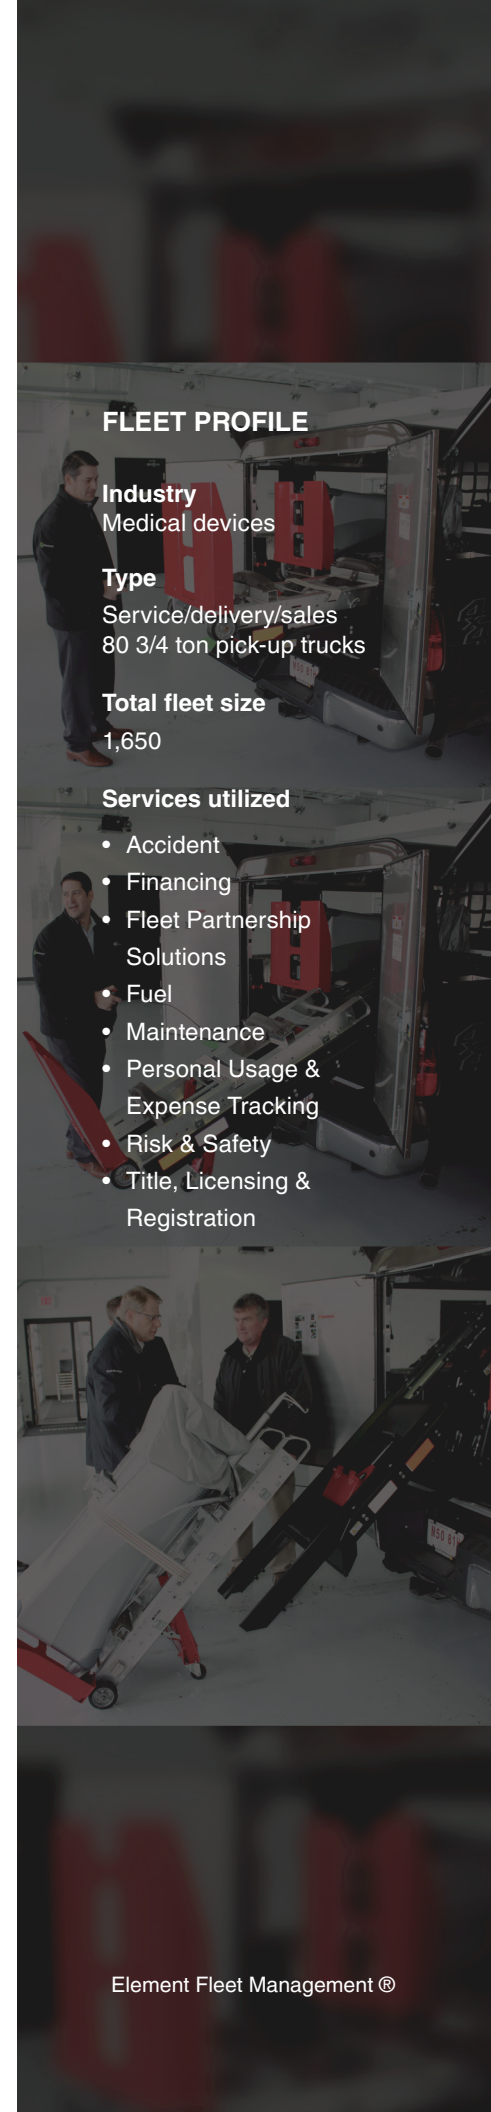 FLEET PROFILE
Industry
Medical devices
Type
Service/delivery/sales
80 3/4 ton pick-up trucks
Total fleet size
1,650
Services utilized
• Accident
• Financing
• Fleet Partnership
Solutions
• Fuel
• Maintenance
• Personal Usage &
Expense Tracking
• Risk & Safety
• Title, Licensing &
Registration
Element Fleet Management ®